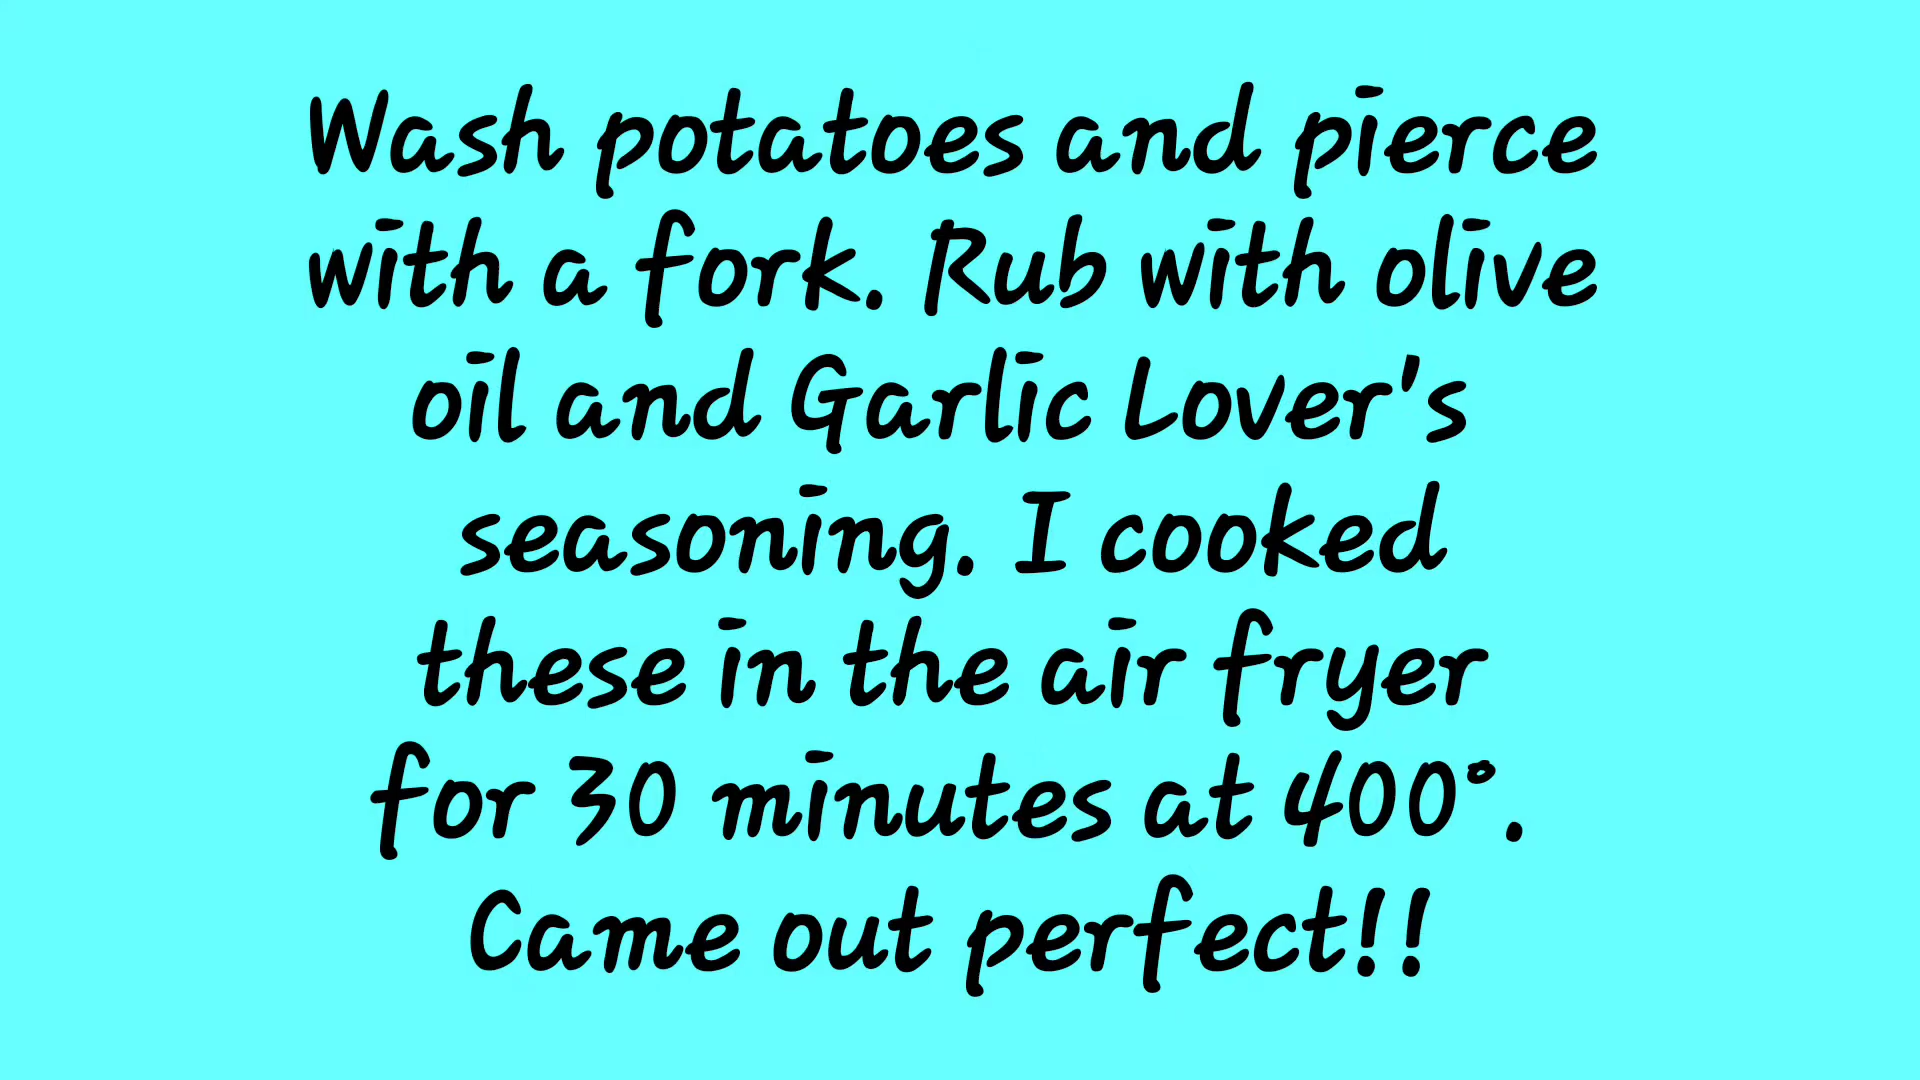 Wash potatoes and pierce
with a fork. Rub with olive
oil and Garlic Lover's
seasoning. I cooked
these in the air fryer
for 30 minutes at 400°.
Came out perfect!!